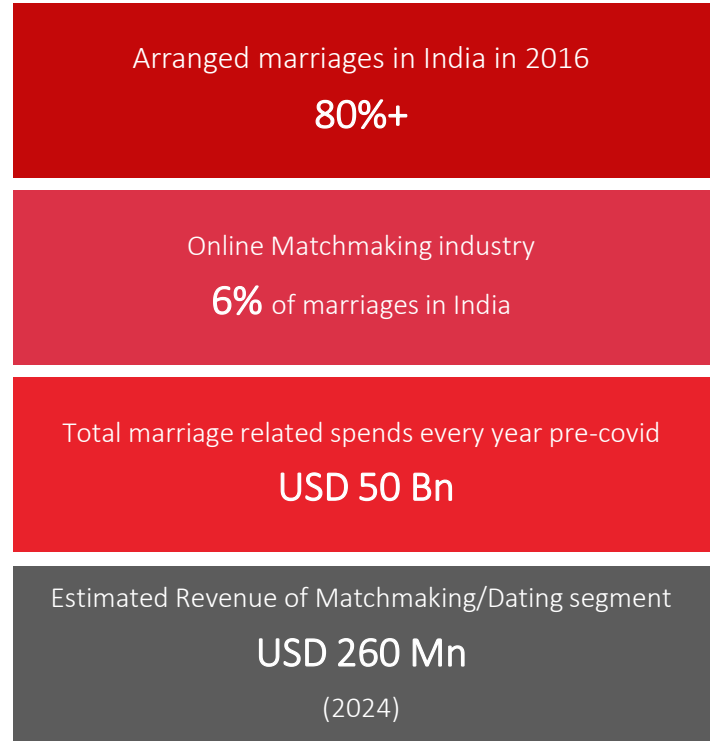 Arranged marriages in India in 2016
80%+
Online Matchmaking industry
6% of marriages in India
Total marriage related spends every year pre-covid
USD 50 Bn
Estimated Revenue of Matchmaking/Dating segment
USD 260 Mn
(2024)